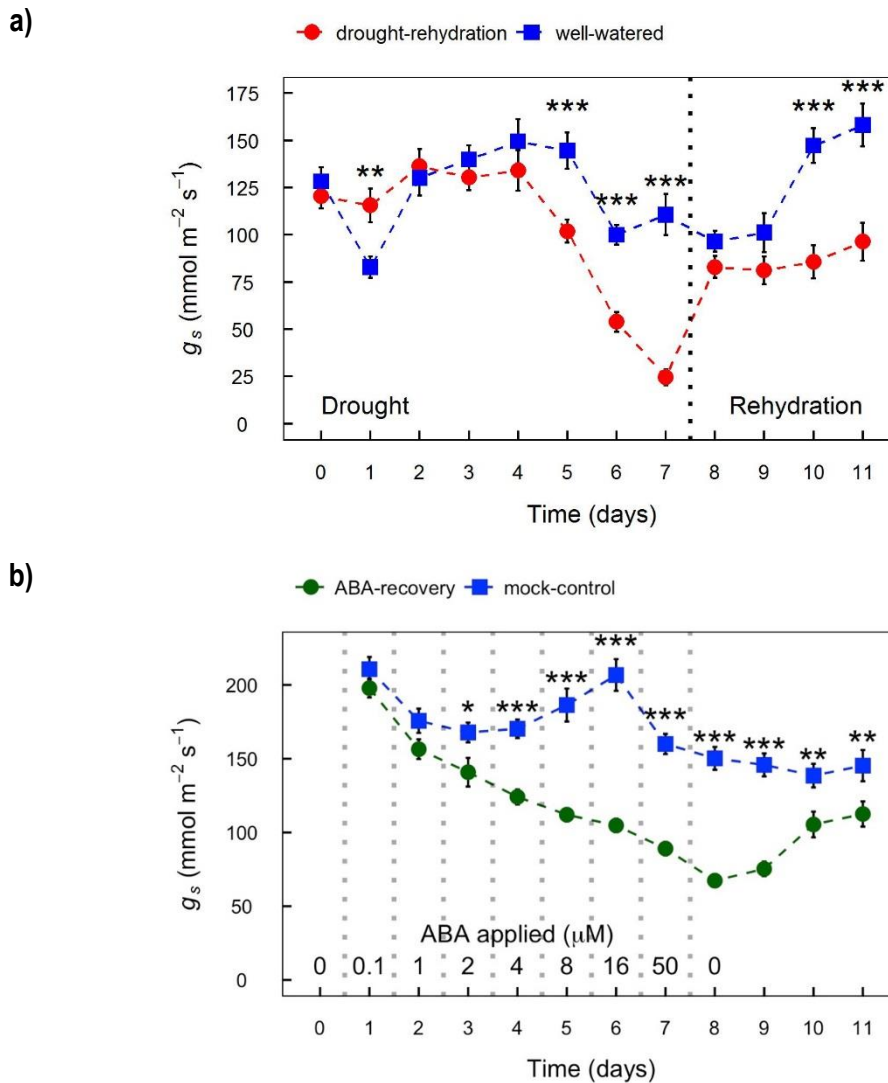 a)
drought-rehydration well-watered
175
150
125
100
75
50
25
0
g s (mmol m−2 s−1)
** *** *** *** *** ***
Drought Rehydration
0 1 2 3 4 5 6 7 8 9 10 11
Time (days)
b)
ABA-recovery mock-control
200
150
100
50
0
g s (mmol m−2 s−1)
* *** *** *** *** *** *** ** **
ABA applied (μM)
0 0.1 1 2 4 8 16 50 0
0 1 2 3 4 5 6 7 8 9 10 11
Time (days)